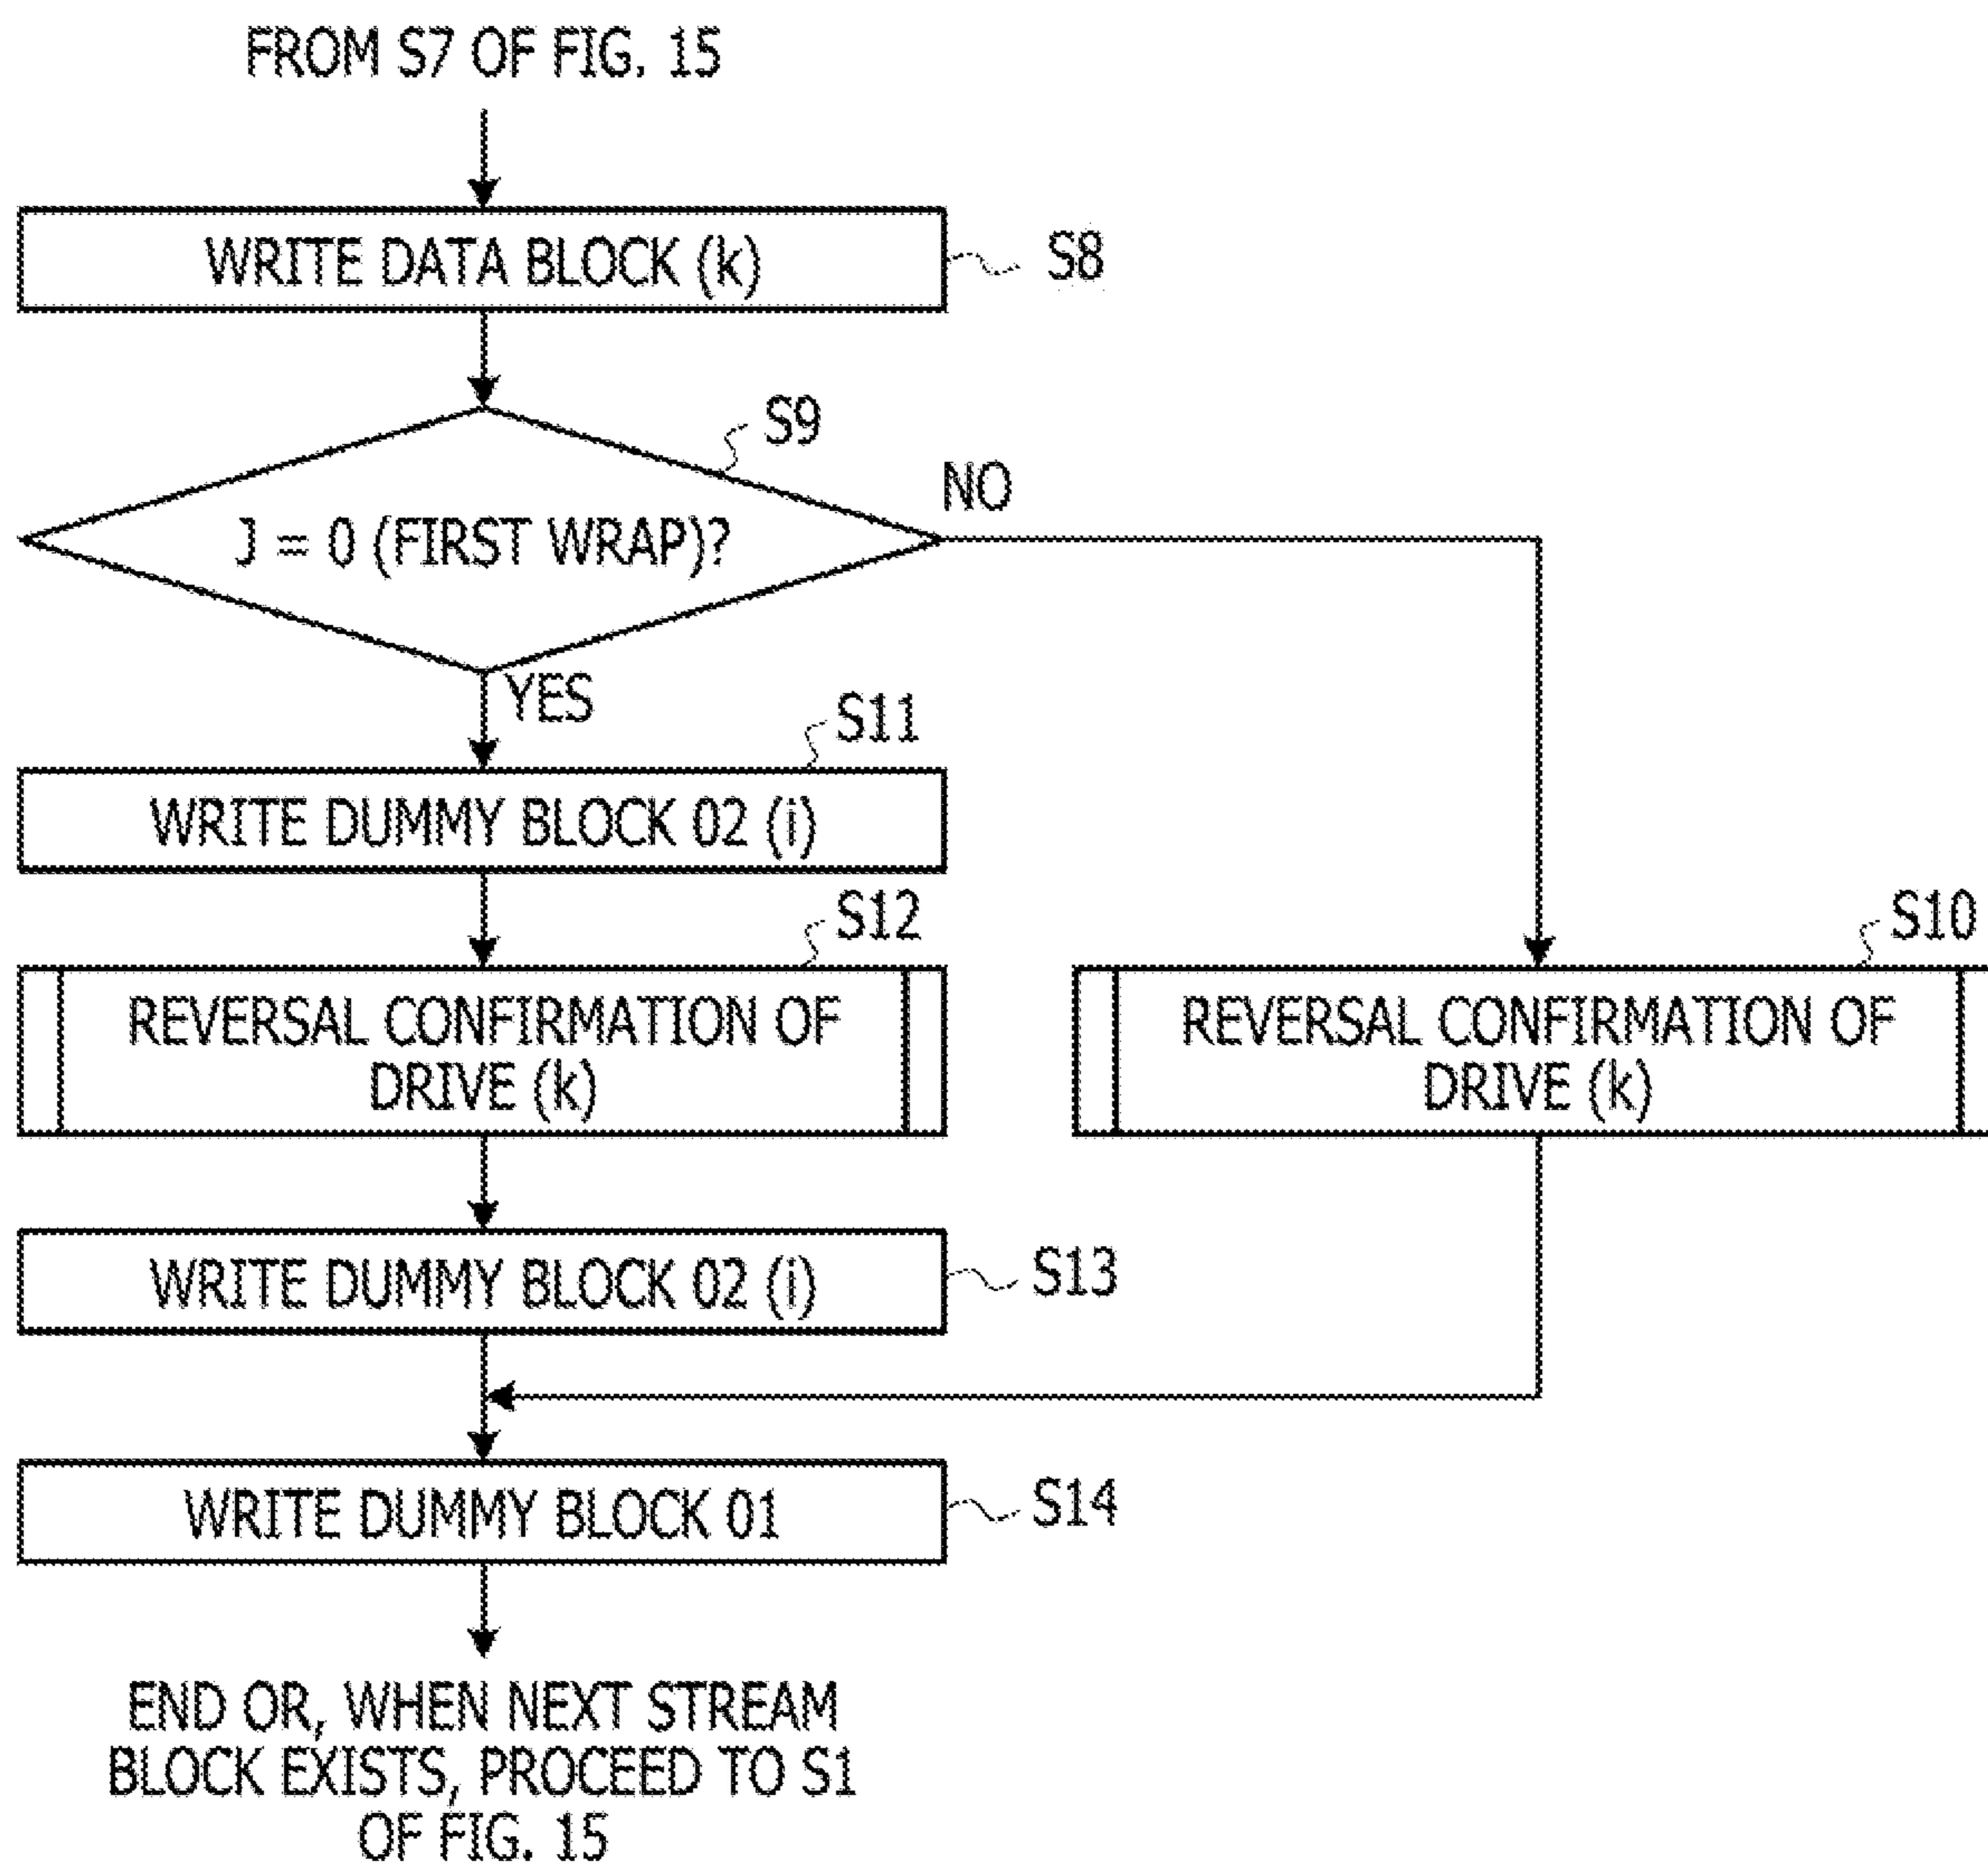 FROM S7 OF FIG. 15
WRITE DATA BLOCK (k)
S8
S9
J = 0 (FIRST WRAP)?
NO
YES
S11
WRITE DUMMY BLOCK 02 (i)
S12
REVERSAL CONFIRMATION OF
DRIVE (k)
S10
REVERSAL CONFIRMATION OF
DRIVE (k)
WRITE DUMMY BLOCK 02 (i)
S13
WRITE DUMMY BLOCK 01
S14
END OR, WHEN NEXT STREAM
BLOCK EXISTS, PROCEED TO S1
OF FIG. 15